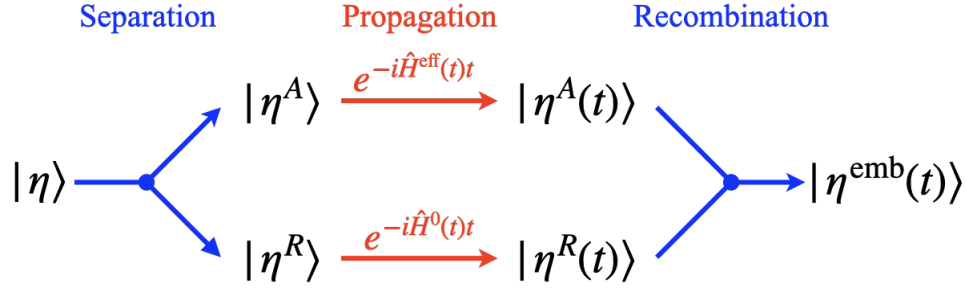 Separation Propagation Recombination
|η^A⟩ e^{-iĤ^{eff}(t)t} |η^A(t)⟩
|η⟩ |η^{emb}(t)⟩
|η^R⟩ e^{-iĤ^0(t)t} |η^R(t)⟩